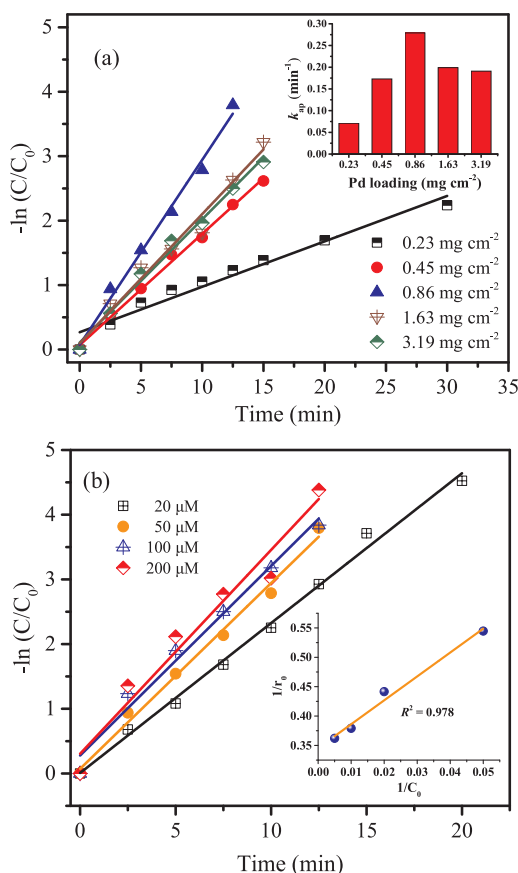 (a)
-ln (C/C₀)
5
4
3
2
1
0
0 5 10 15 20 25 30 35
Time (min)
0.23 mg cm⁻²
0.45 mg cm⁻²
0.86 mg cm⁻²
1.63 mg cm⁻²
3.19 mg cm⁻²
kap (min⁻¹)
0.30
0.25
0.20
0.15
0.10
0.05
0.00
0.23 0.45 0.86 1.63 3.19
Pd loading (mg cm⁻²)
(b)
-ln (C/C₀)
5
4
3
2
1
0
0 5 10 15 20
Time (min)
20 μM
50 μM
100 μM
200 μM
1/r₀
0.55
0.50
0.45
0.40
0.35
R² = 0.978
0.00 0.01 0.02 0.03 0.04 0.05
1/C₀